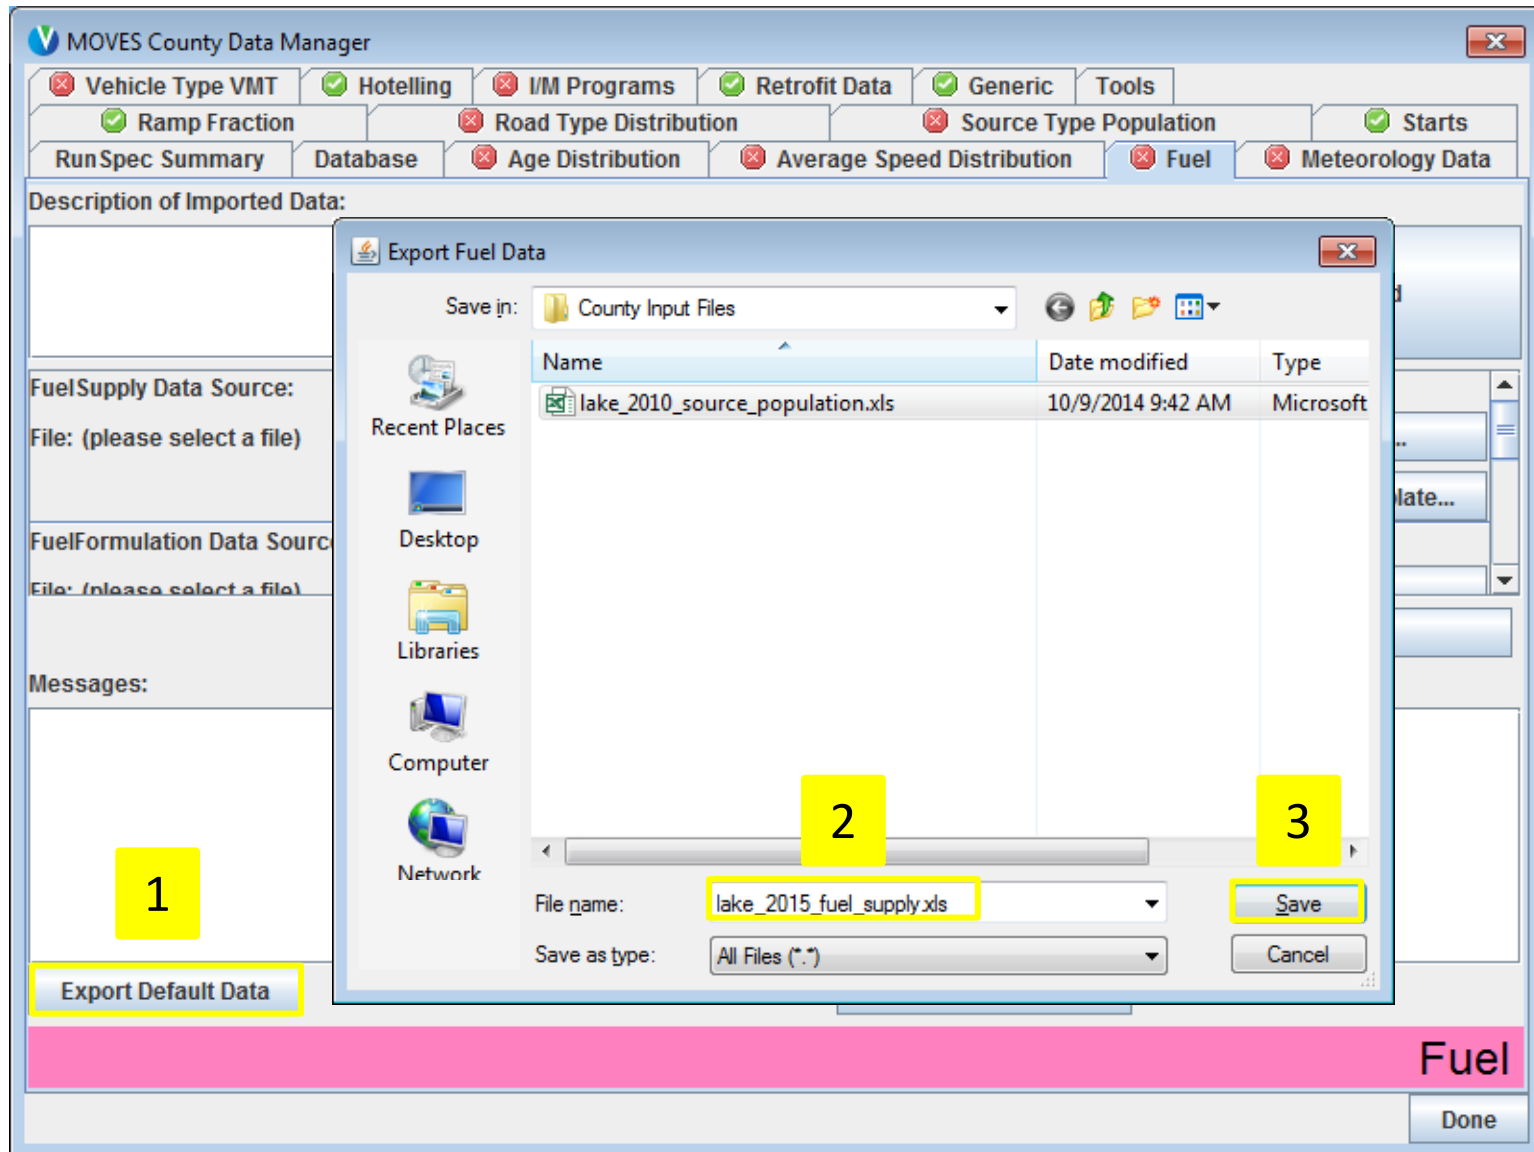 MOVES County Data Manager
Vehicle Type VMT Hotelling I/M Programs Retrofit Data Generic Tools
Ramp Fraction Road Type Distribution Source Type Population Starts
RunSpec Summary Database Age Distribution Average Speed Distribution Fuel Meteorology Data
Description of Imported Data:
Export Fuel Data
Save in: County Input Files
Name Date modified Type
lake_2010_source_population.xls 10/9/2014 9:42 AM Microsoft
Recent Places
Desktop
Libraries
Computer
Network
FuelSupply Data Source:
File: (please select a file)
FuelFormulation Data Sourc
File: (please select a file)
Messages:
late...
2
3
1
File name: lake_2015_fuel_supply.xls Save
Save as type: All Files (*.*) Cancel
Export Default Data
Fuel
Done